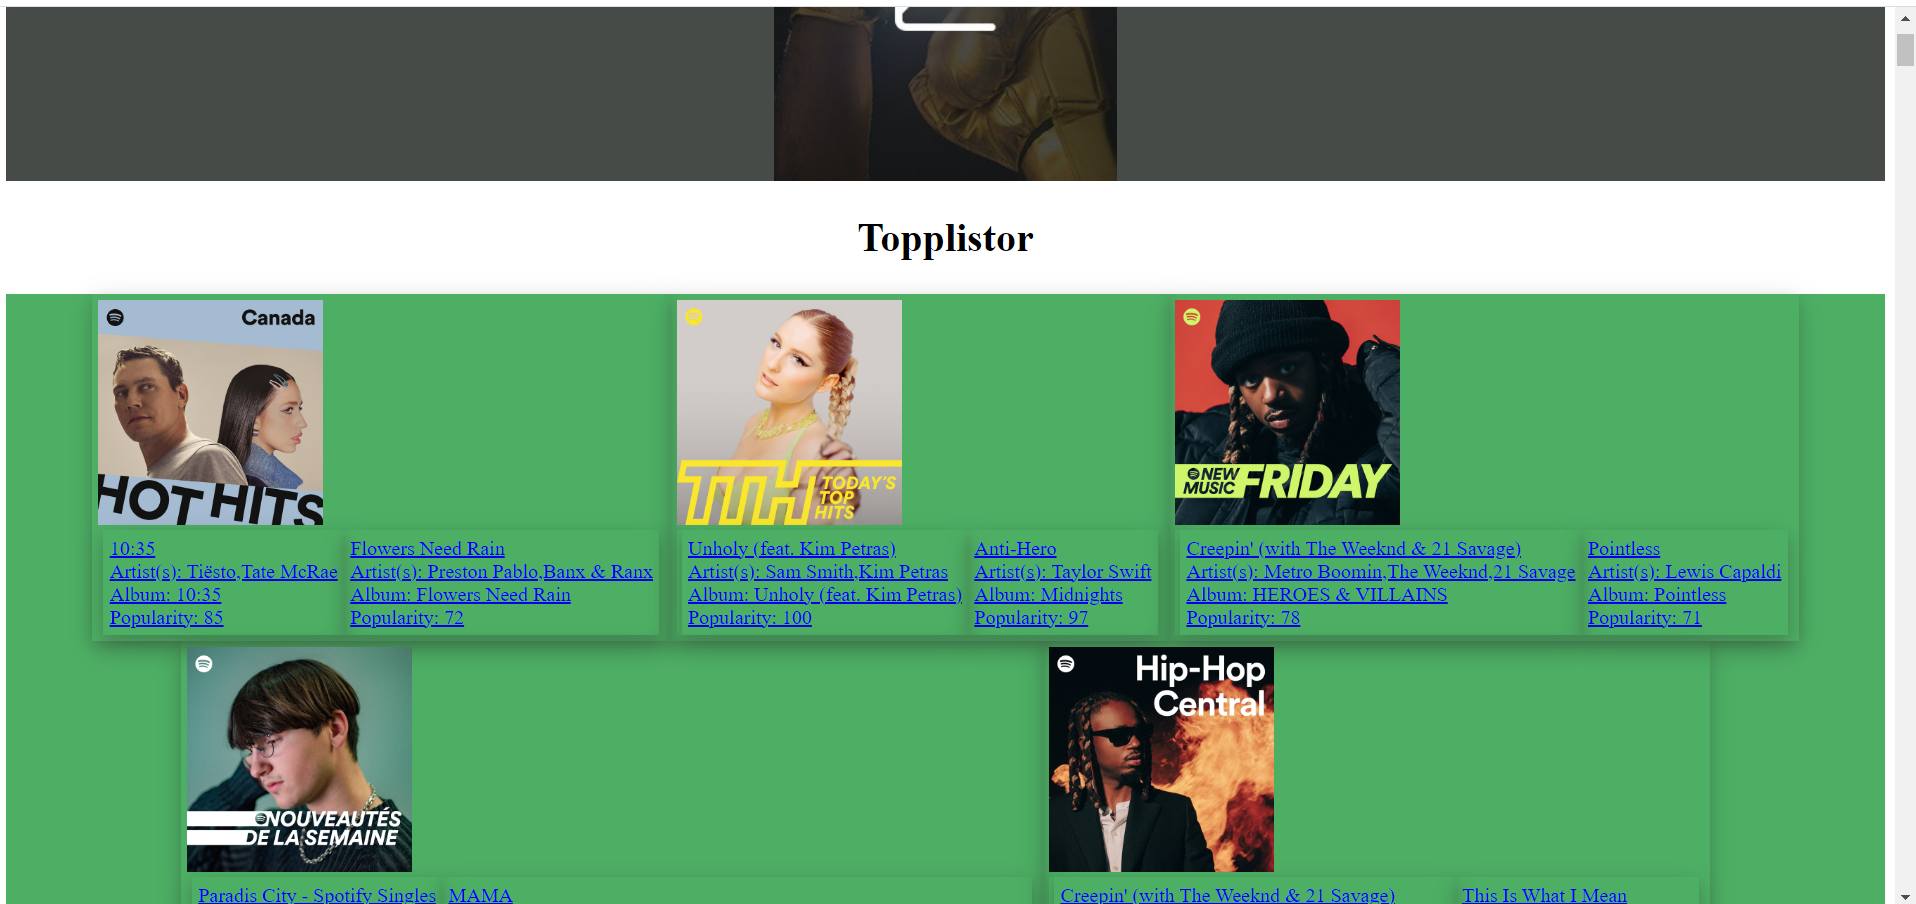 Topplistor
Canada
HOT HITS
TTH TODAY'S
TOP
HITS
NEW
MUSIC FRIDAY
10:35
Artist(s): Tiësto,Tate McRae
Album: 10:35
Popularity: 85
Flowers Need Rain
Artist(s): Preston Pablo,Banx & Ranx
Album: Flowers Need Rain
Popularity: 72
Unholy (feat. Kim Petras)
Artist(s): Sam Smith,Kim Petras
Album: Unholy (feat. Kim Petras)
Popularity: 100
Anti-Hero
Artist(s): Taylor Swift
Album: Midnights
Popularity: 97
Creepin' (with The Weeknd & 21 Savage)
Artist(s): Metro Boomin,The Weeknd,21 Savage
Album: HEROES & VILLAINS
Popularity: 78
Pointless
Artist(s): Lewis Capaldi
Album: Pointless
Popularity: 71
NOUVEAUTÉS
DE LA SEMAINE
Hip-Hop
Central
Paradis City - Spotify Singles
MAMA
Creepin' (with The Weeknd & 21 Savage)
This Is What I Mean